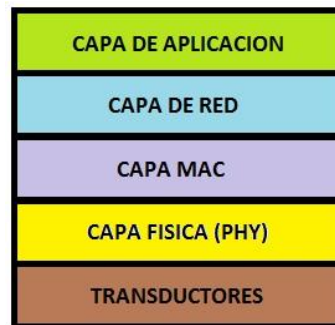 CAPA DE APLICACION
CAPA DE RED
CAPA MAC
CAPA FISICA (PHY)
TRANSDUCTORES